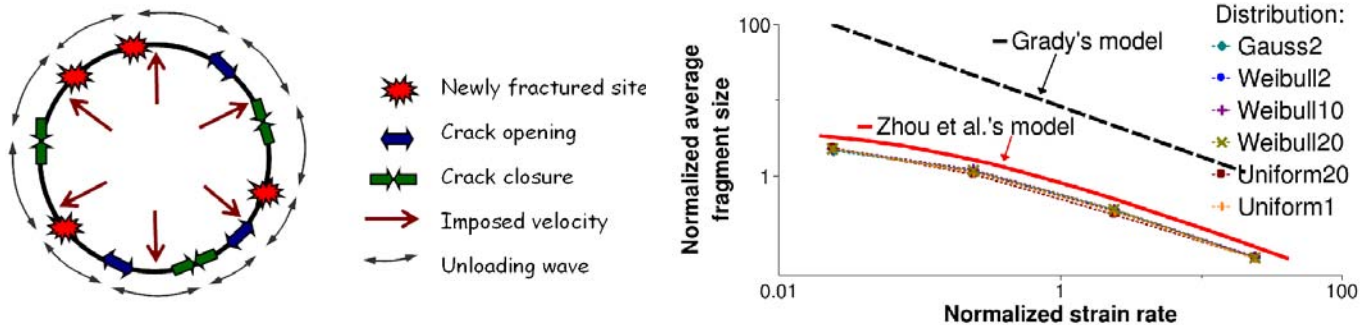 Newly fractured site
Crack opening
Crack closure
Imposed velocity
Unloading wave
Normalized average
fragment size
100
1
Grady's model
Zhou et al.'s model
Distribution:
Gauss2
Weibull2
Weibull10
Weibull20
Uniform20
Uniform1
0.01
1
100
Normalized strain rate